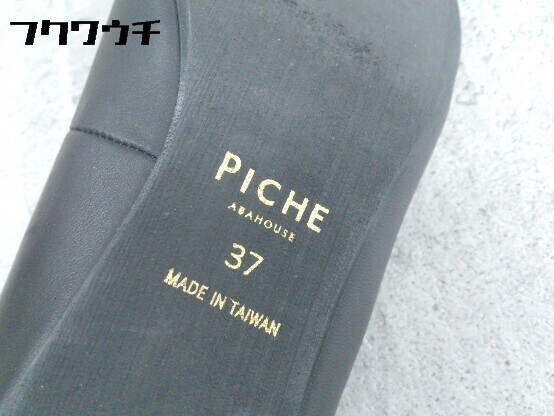 フクワウチ
PICHE
ABAHOUSE
37
MADE IN TAIWAN